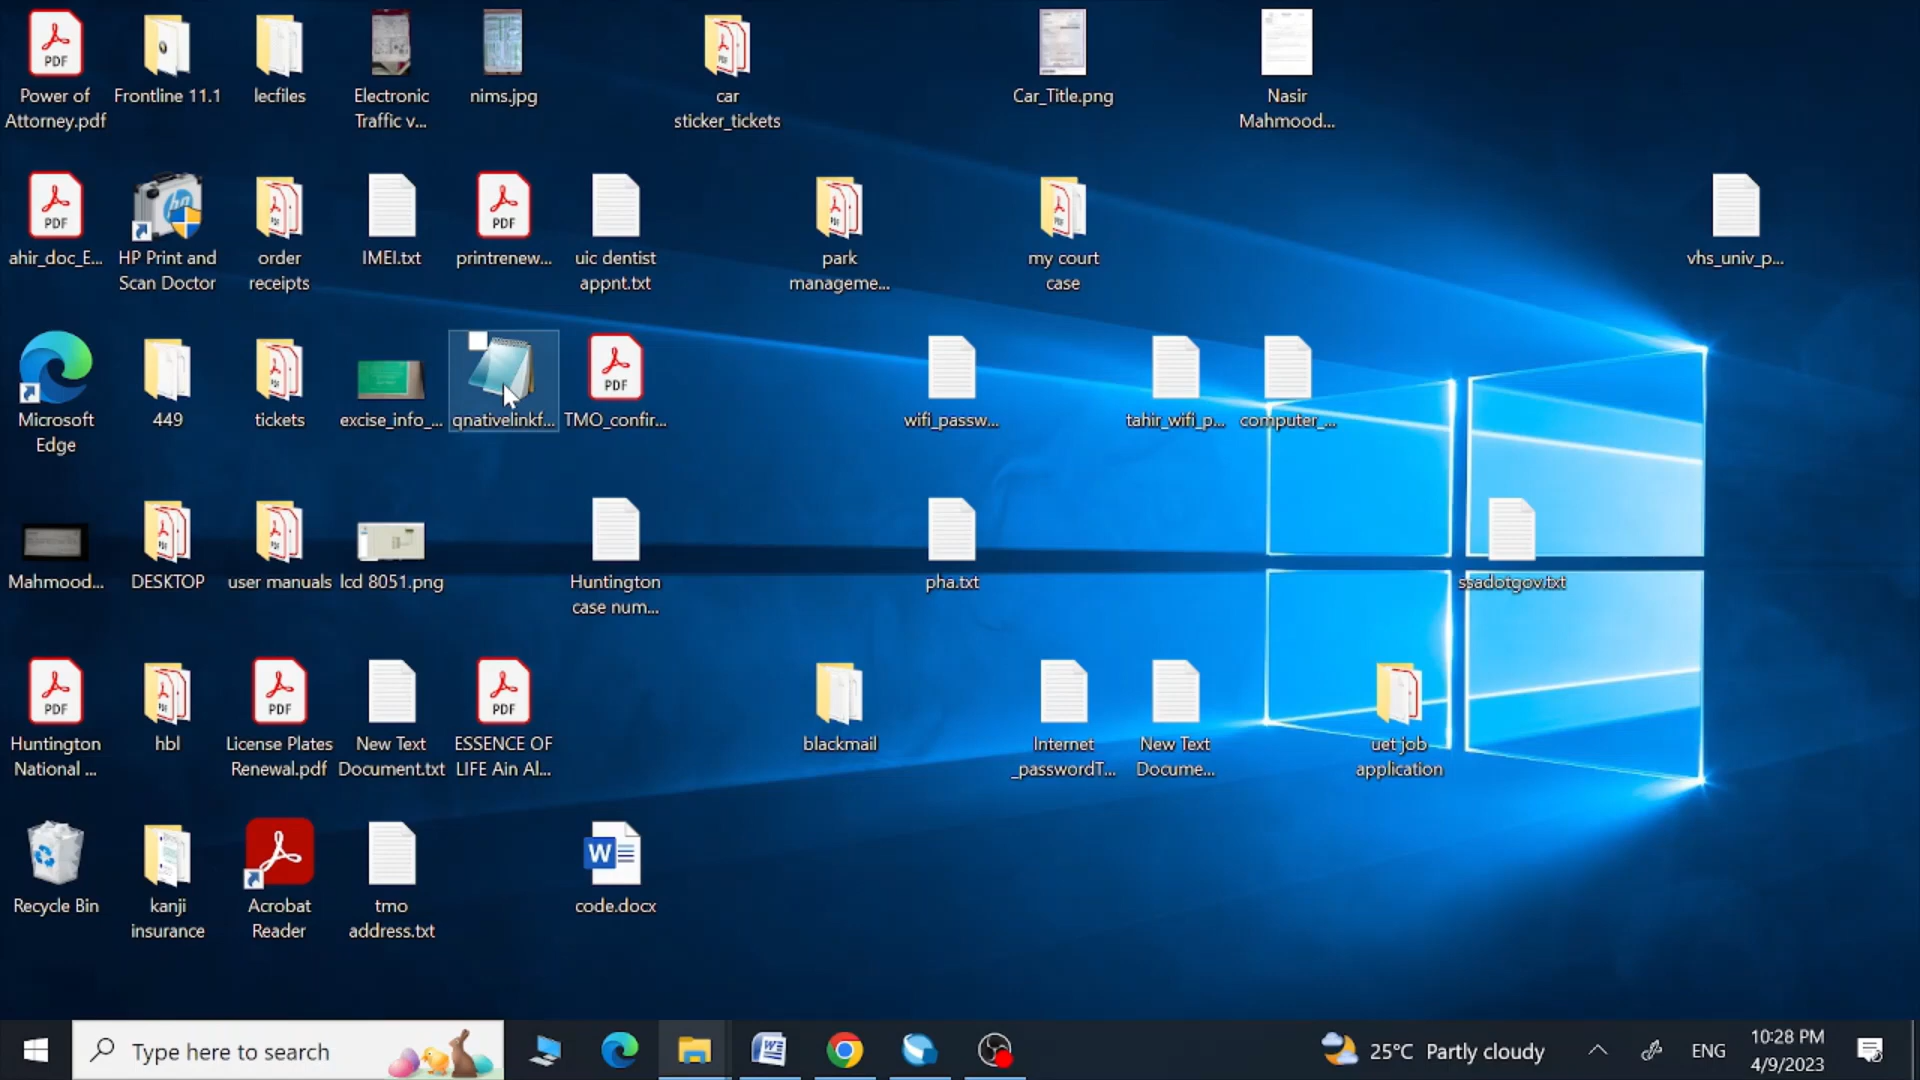 Power of
Attorney.pdf
Frontline 11.1
lecfiles
Electronic
Traffic v...
nims.jpg
car
sticker_tickets
Car_Title.png
Nasir
Mahmood...
ahir_doc_E...
HP Print and
Scan Doctor
order
receipts
IMEI.txt
printrenew...
uic dentist
appnt.txt
park
manageme...
my court
case
vhs_univ_p...
Microsoft
Edge
449
tickets
excise_info_...
qnativelinkf...
TMO_confir...
wifi_passw...
tahir_wifi_p...
computer_...
Mahmood...
DESKTOP
user manuals
lcd 8051.png
Huntington
case num...
pha.txt
ssadotgov.txt
Huntington
National ...
hbl
License Plates
Renewal.pdf
New Text
Document.txt
ESSENCE OF
LIFE Ain Al...
blackmail
Internet
_passwordT...
New Text
Docume...
uet job
application
Recycle Bin
kanji
insurance
Acrobat
Reader
tmo
address.txt
code.docx
PDF
PDF
PDF
PDF
PDF
PDF
PDF
hp
W
Type here to search
25°C Partly cloudy
ENG
10:28 PM
4/9/2023